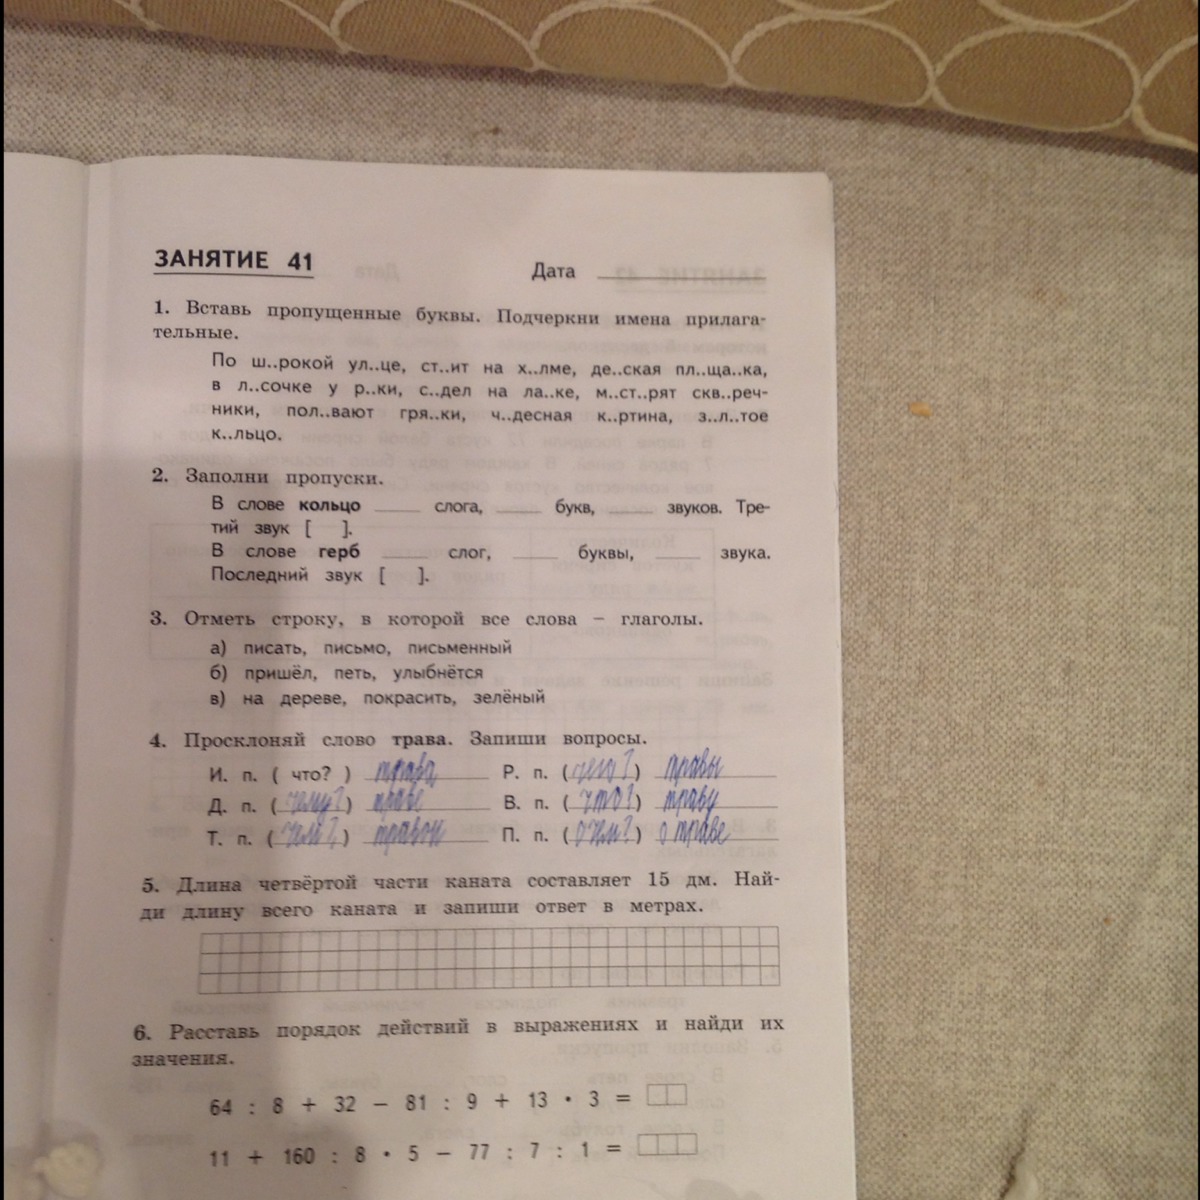 ЗАНЯТИЕ 41
Дата
1. Вставь пропущенные буквы. Подчеркни имена прилага-
тельные.
По ш..рокой ул..це, ст..ит на х..лме, де..ская пл..ща..ка,
в л..сочке у р..ки, с..дел на ла..ке, м..ст..рят скв..реч-
ники, пол..вают гря..ки, ч..десная к..ртина, з..л..тое
к..льцо.
2. Заполни пропуски.
В слове кольцо ____ слога, ____ букв, ____ звуков. Тре-
тий звук [ ].
В слове герб ____ слог, ____ буквы, ____ звука.
Последний звук [ ].
3. Отметь строку, в которой все слова – глаголы.
а) писать, письмо, письменный
б) пришёл, петь, улыбнётся
в) на дереве, покрасить, зелёный
4. Просклоняй слово трава. Запиши вопросы.
И. п. ( что? ) трава Р. п. (чего?) травы
Д. п. (чему?) траве В. п. (что?) траву
Т. п. (чем?) травой П. п. (о чем?) о траве
5. Длина четвёртой части каната составляет 15 дм. Най-
ди длину всего каната и запиши ответ в метрах.
6. Расставь порядок действий в выражениях и найди их
значения.
64 : 8 + 32 − 81 : 9 + 13 • 3 =
11 + 160 : 8 • 5 − 77 : 7 : 1 =